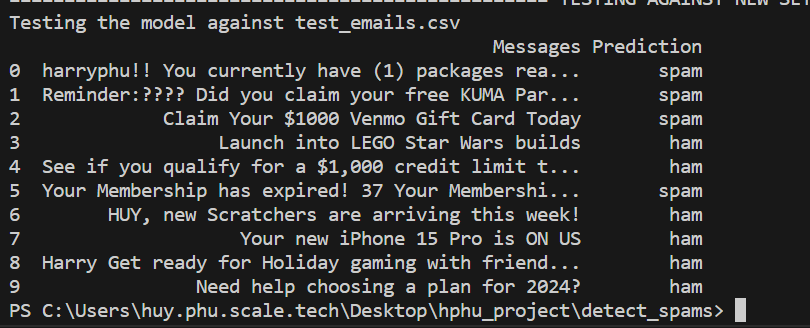 TESTING AGAINST NEW SET
Testing the model against test_emails.csv
Messages Prediction
0 harryphu!! You currently have (1) packages rea... spam
1 Reminder:???? Did you claim your free KUMA Par... spam
2 Claim Your $1000 Venmo Gift Card Today spam
3 Launch into LEGO Star Wars builds ham
4 See if you qualify for a $1,000 credit limit t... ham
5 Your Membership has expired! 37 Your Membershi... spam
6 HUY, new Scratchers are arriving this week! ham
7 Your new iPhone 15 Pro is ON US ham
8 Harry Get ready for Holiday gaming with friend... ham
9 Need help choosing a plan for 2024? ham
PS C:\Users\huy.phu.scale.tech\Desktop\hphu_project\detect_spams>